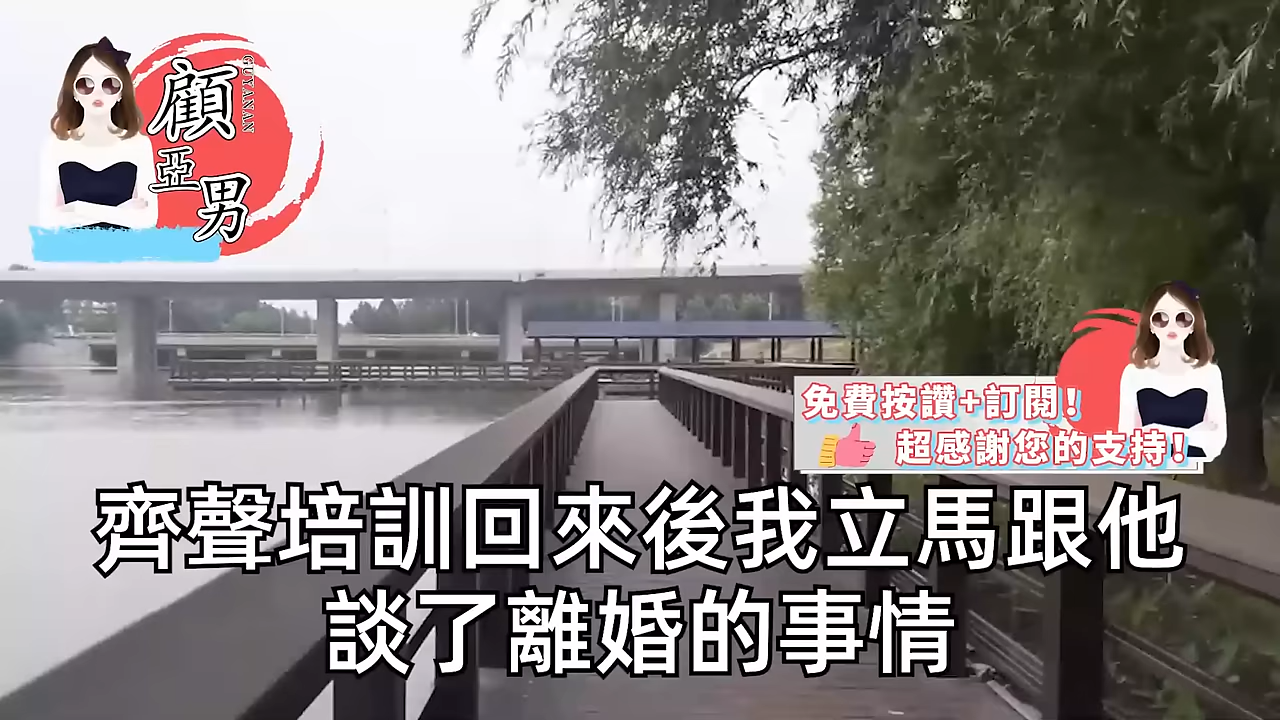 顧亞男
GUYANAN
免費按讚+訂閱!
超感謝您的支持!
齊聲培訓回來後我立馬跟他
談了離婚的事情